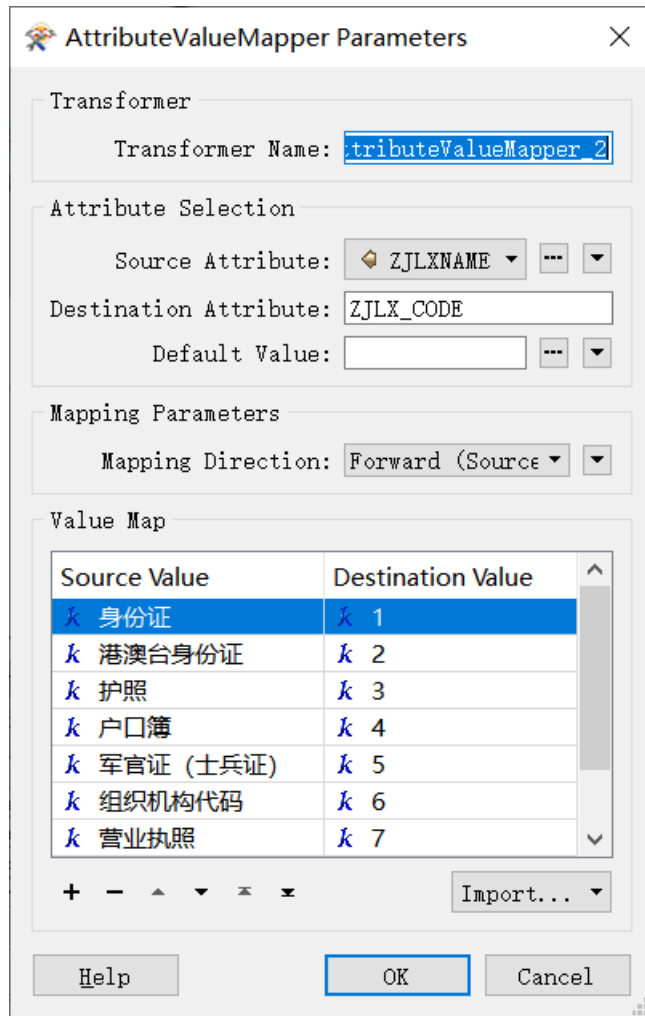 AttributeValueMapper Parameters
Transformer
Transformer Name: ttributeValueMapper_2
Attribute Selection
Source Attribute: ZJLXNAME
Destination Attribute: ZJLX_CODE
Default Value:
Mapping Parameters
Mapping Direction: Forward (Source
Value Map
Source Value Destination Value
k 身份证 k 1
k 港澳台身份证 k 2
k 护照 k 3
k 户口簿 k 4
k 军官证（士兵证） k 5
k 组织机构代码 k 6
k 营业执照 k 7
Import...
Help OK Cancel